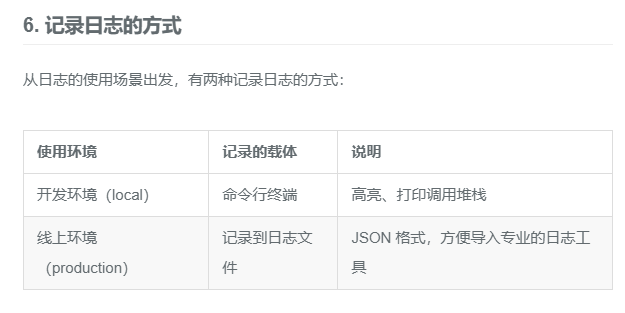 6. 记录日志的方式
从日志的使用场景出发，有两种记录日志的方式：
使用环境 记录的载体 说明
开发环境（local） 命令行终端 高亮、打印调用堆栈
线上环境
（production）
记录到日志文
件
JSON 格式，方便导入专业的日志工
具